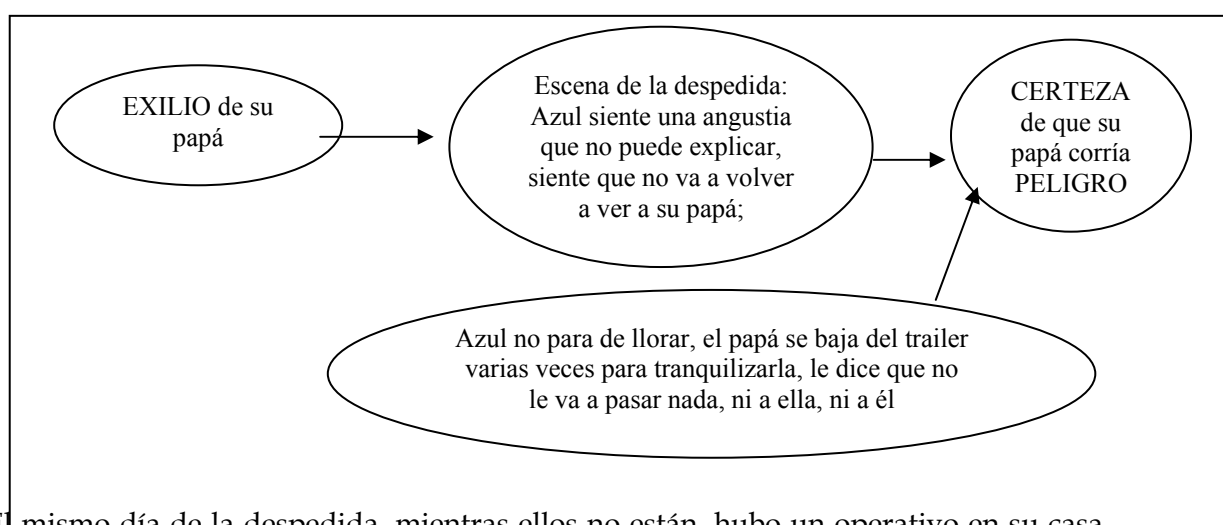 EXILIO de su
papá
Escena de la despedida:
Azul siente una angustia
que no puede explicar,
siente que no va a volver
a ver a su papá;
CERTEZA
de que su
papá corría
PELIGRO
Azul no para de llorar, el papá se baja del trailer
varias veces para tranquilizarla, le dice que no
le va a pasar nada, ni a ella, ni a él
El mismo día de la despedida, mientras ellos no están, hubo un operativo en su casa